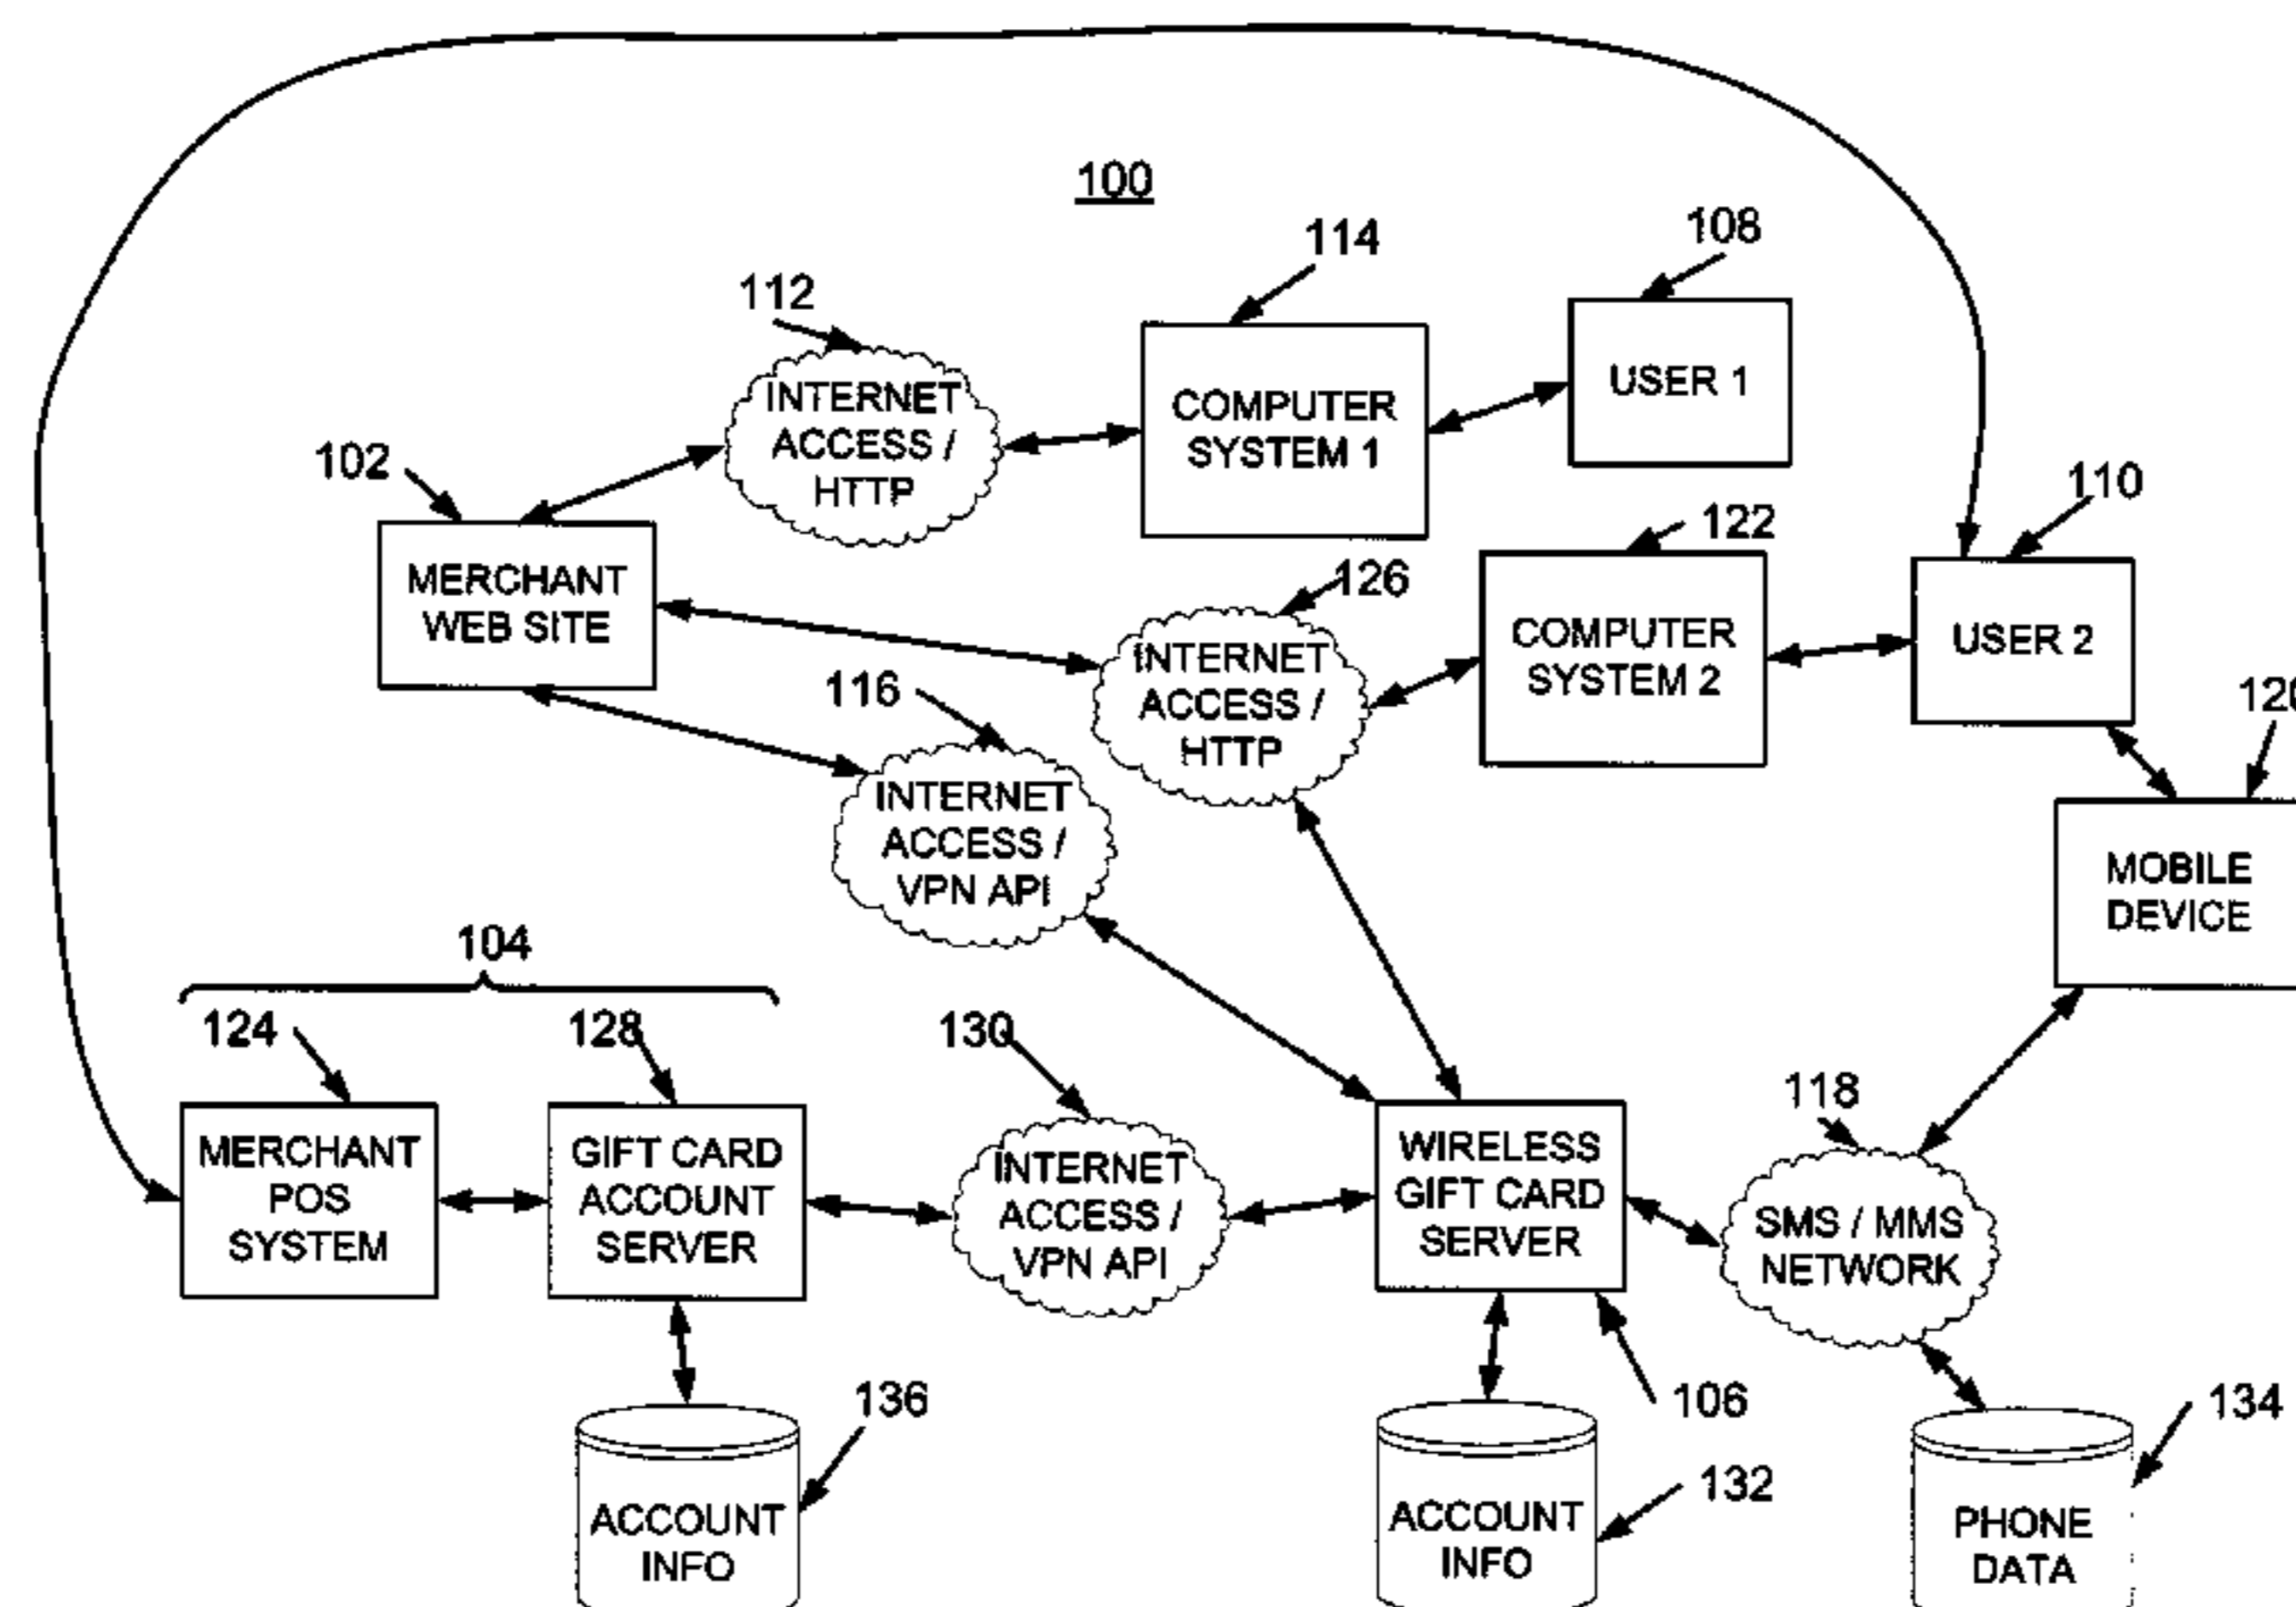 100
114
108
112
INTERNET
ACCESS /
HTTP
COMPUTER
SYSTEM 1
USER 1
102
MERCHANT
WEB SITE
126
122
110
INTERNET
ACCESS /
HTTP
COMPUTER
SYSTEM 2
USER 2
116
INTERNET
ACCESS /
VPN API
MOBILE
DEVICE
104
124
128
130
118
MERCHANT
POS
SYSTEM
GIFT CARD
ACCOUNT
SERVER
INTERNET
ACCESS /
VPN API
WIRELESS
GIFT CARD
SERVER
SMS / MMS
NETWORK
136
106
134
132
ACCOUNT
INFO
ACCOUNT
INFO
PHONE
DATA